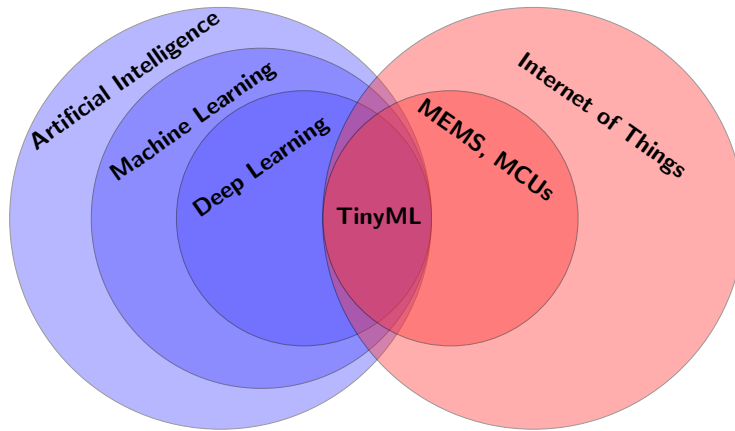 Artificial Intelligence
Machine Learning
Deep Learning
TinyML
MEMS, MCUs
Internet of Things